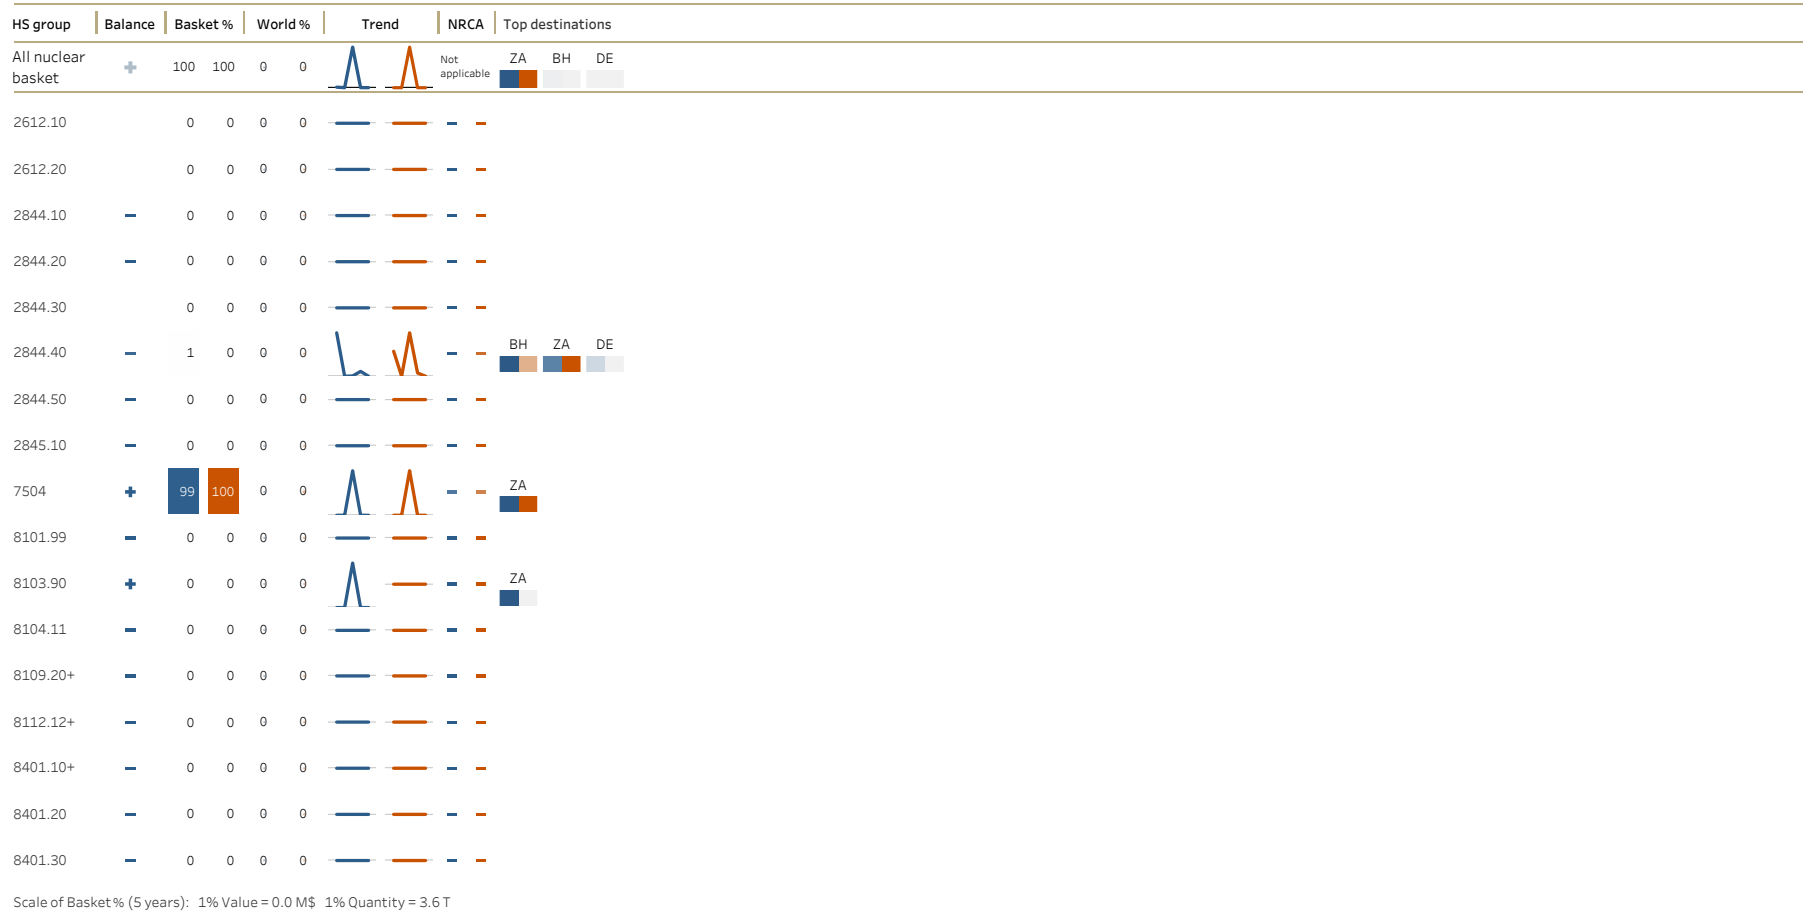 HS group Balance Basket % World % Trend NRCA Top destinations
All nuclear basket 100 100 0 0 Not applicable ZA BH DE
2612.10 0 0 0 0
2612.20 0 0 0 0
2844.10 0 0 0 0
2844.20 0 0 0 0
2844.30 0 0 0 0
2844.40 1 0 0 0 BH ZA DE
2844.50 0 0 0 0
2845.10 0 0 0 0
7504 99 100 0 0 ZA
8101.99 0 0 0 0
8103.90 0 0 0 0 ZA
8104.11 0 0 0 0
8109.20+ 0 0 0 0
8112.12+ 0 0 0 0
8401.10+ 0 0 0 0
8401.20 0 0 0 0
8401.30 0 0 0 0
Scale of Basket% (5 years): 1% Value = 0.0 M$ 1% Quantity = 3.6 T